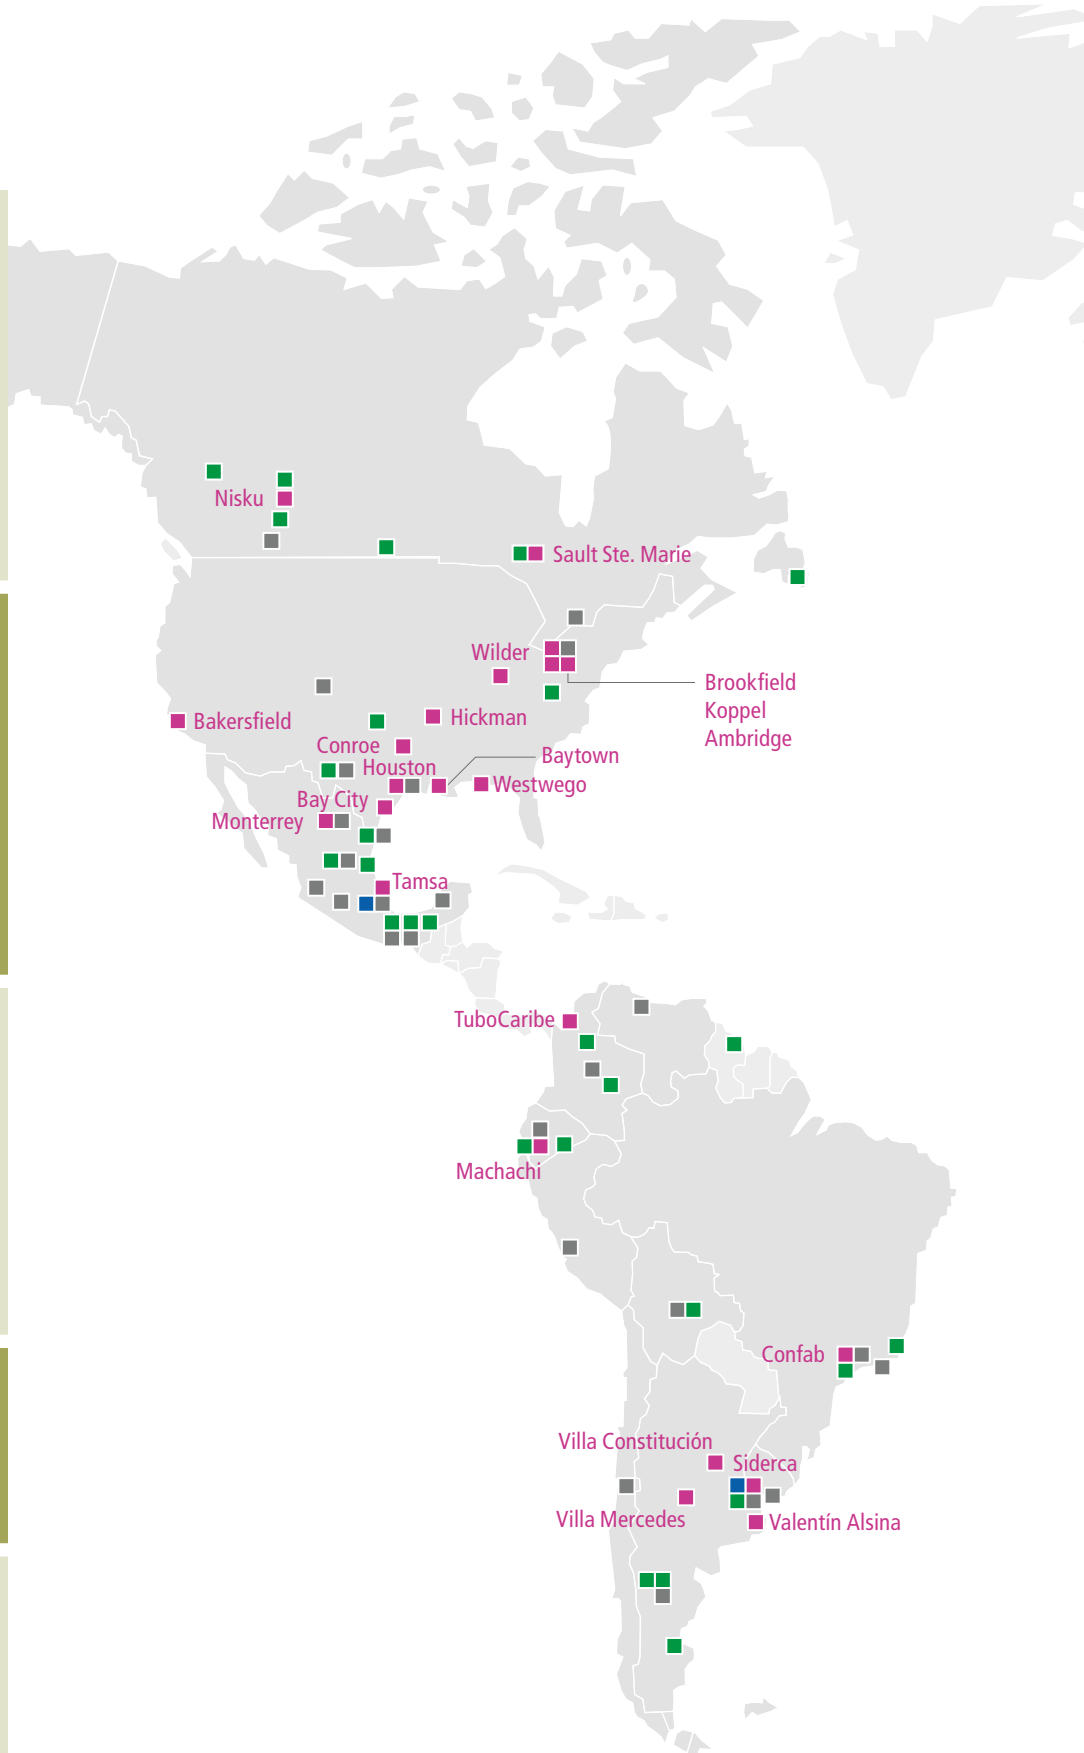 Nisku
Sault Ste. Marie
Wilder
Brookfield
Koppel
Ambridge
Bakersfield
Hickman
Conroe
Baytown
Houston
Westwego
Bay City
Monterrey
Tamsa
TuboCaribe
Machachi
Confab
Villa Constitución
Siderca
Villa Mercedes
Valentín Alsina